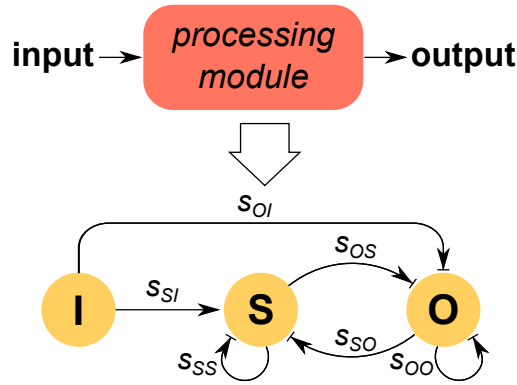 input
processing
module
output
s_OI
s_OS
I
s_SI
S
O
s_SO
s_SS
s_OO